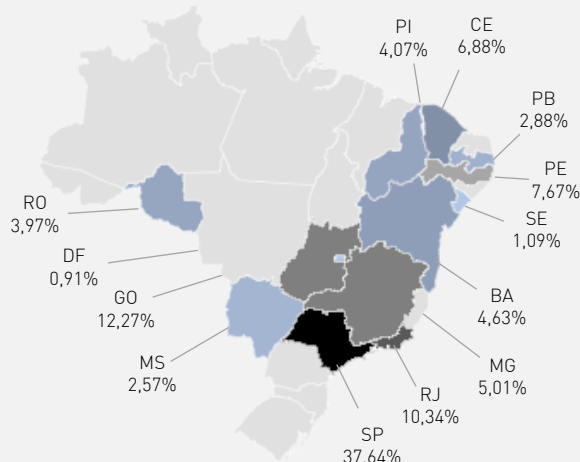 PI
4,07%
CE
6,88%
PB
2,88%
PE
7,67%
SE
1,09%
RO
3,97%
DF
0,91%
GO
12,27%
BA
4,63%
MS
2,57%
MG
5,01%
RJ
10,34%
SP
37,64%